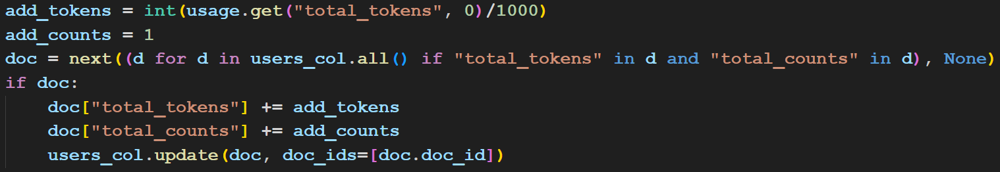 add_tokens = int(usage.get("total_tokens", 0)/1000)
add_counts = 1
doc = next((d for d in users_col.all() if "total_tokens" in d and "total_counts" in d), None)
if doc:
    doc["total_tokens"] += add_tokens
    doc["total_counts"] += add_counts
    users_col.update(doc, doc_ids=[doc.doc_id])